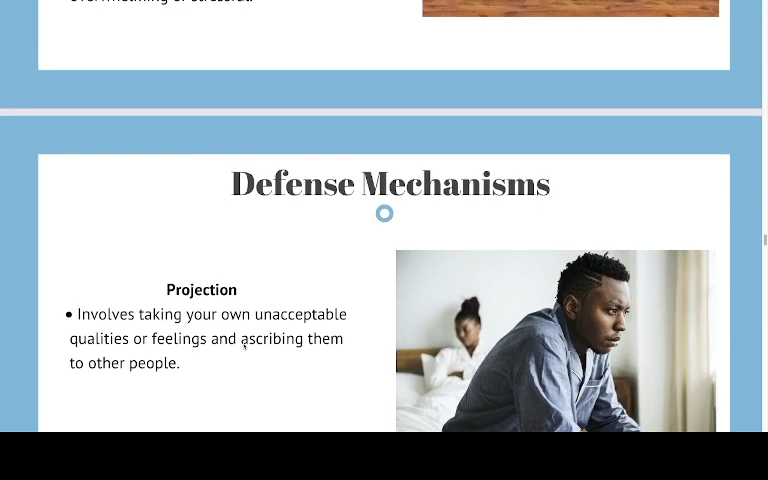 Defense Mechanisms
Projection
• Involves taking your own unacceptable
qualities or feelings and ascribing them
to other people.